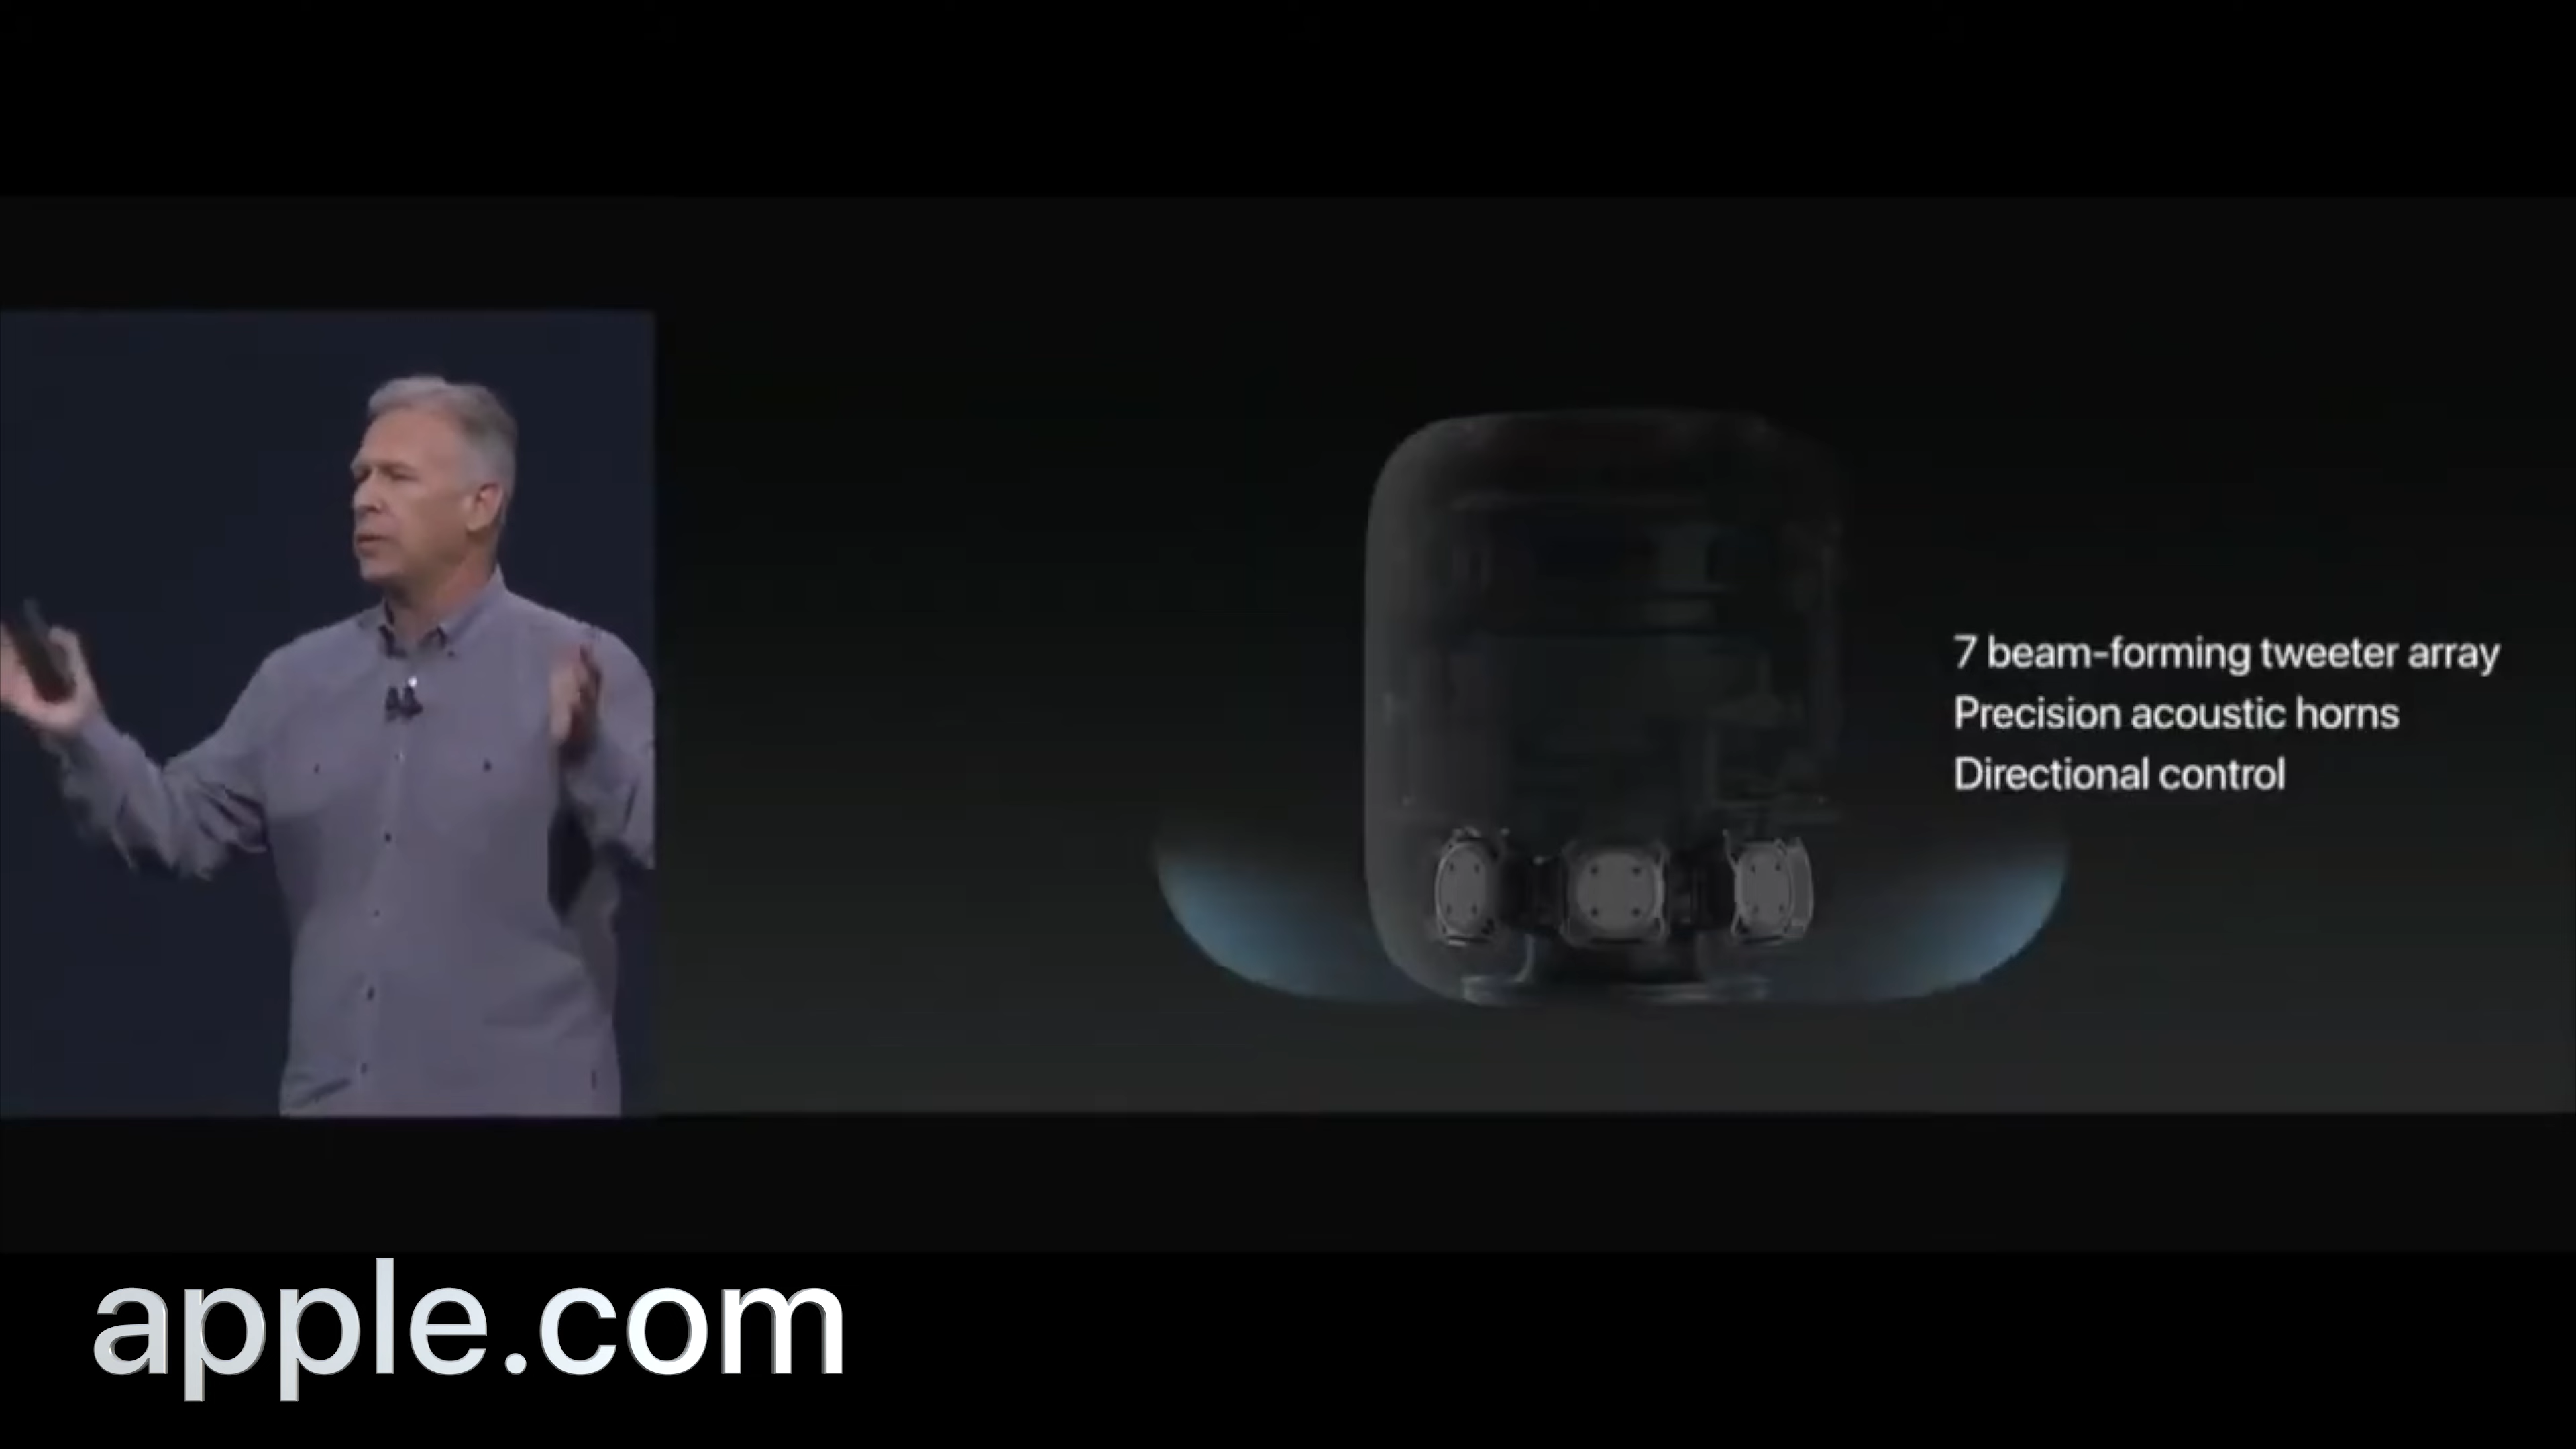 7 beam-forming tweeter array
Precision acoustic horns
Directional control
apple.com